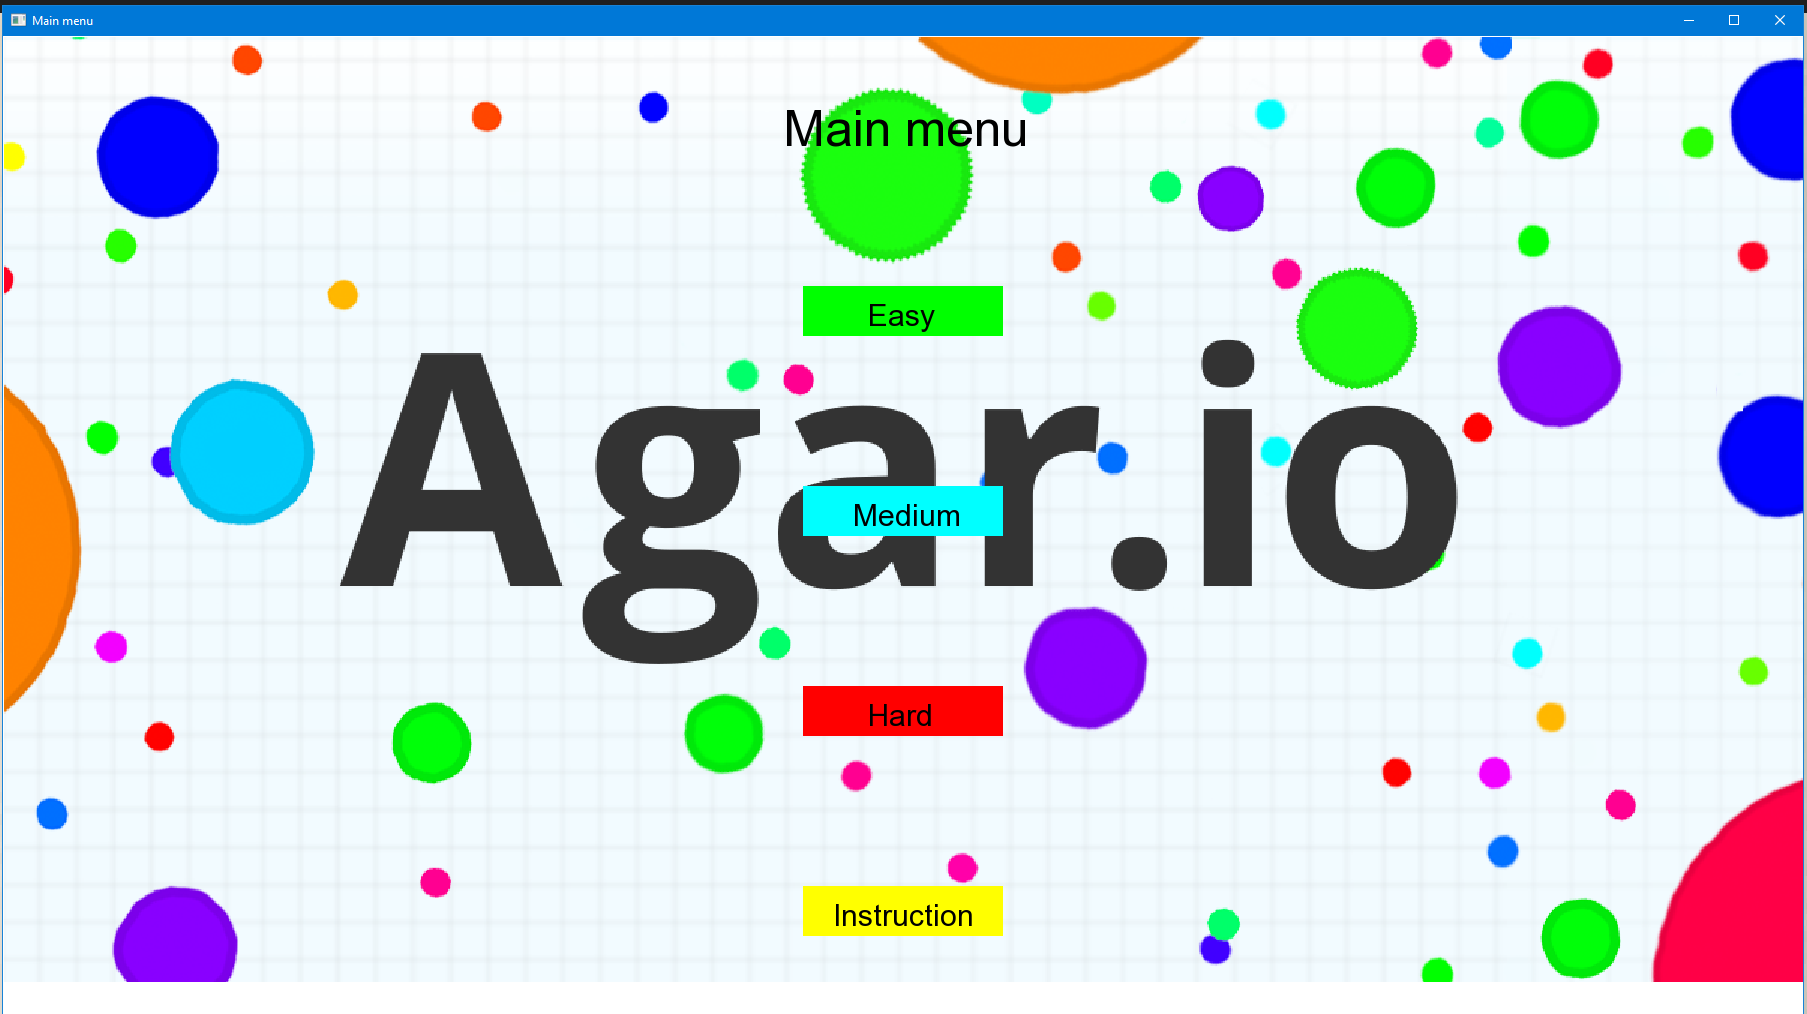 Main menu
Main menu
Easy
Agar.io
Medium
Hard
Instruction